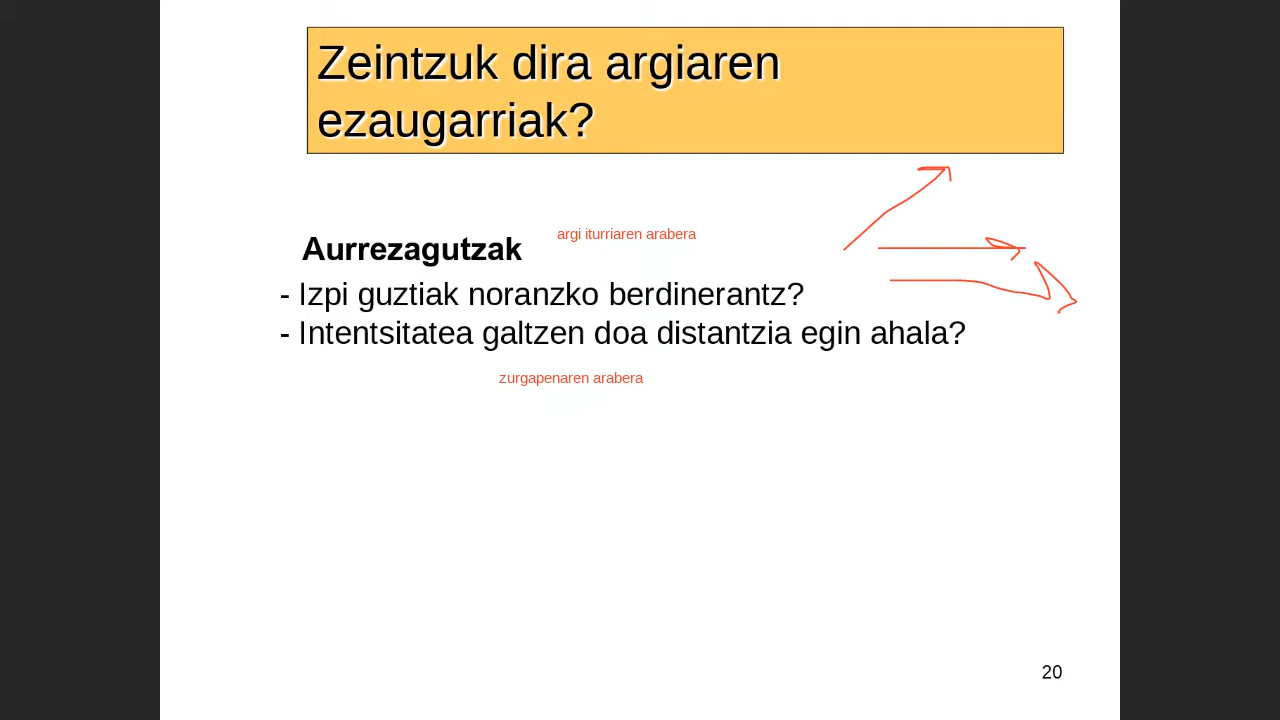 Zeintzuk dira argiaren
ezaugarriak?
argi iturriaren arabera
Aurrezagutzak
- Izpi guztiak noranzko berdinerantz?
- Intentsitatea galtzen doa distantzia egin ahala?
zurgapenaren arabera
20